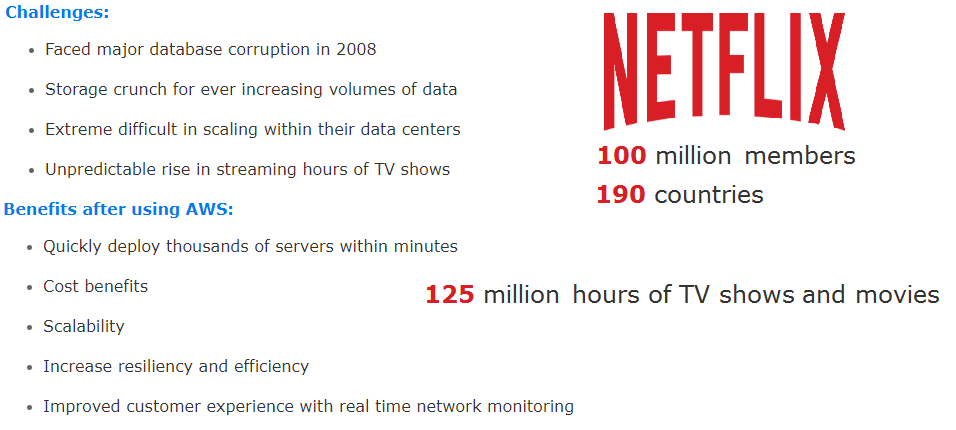 Challenges:
Faced major database corruption in 2008
Storage crunch for ever increasing volumes of data
Extreme difficult in scaling within their data centers
Unpredictable rise in streaming hours of TV shows
Benefits after using AWS:
Quickly deploy thousands of servers within minutes
Cost benefits
Scalability
Increase resiliency and efficiency
Improved customer experience with real time network monitoring
NETFLIX
100 million members
190 countries
125 million hours of TV shows and movies